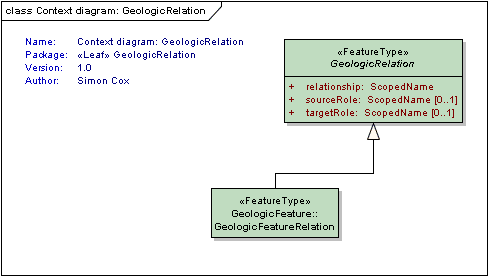 class Context diagram: GeologicRelation
Name: Context diagram: GeologicRelation
Package: «Leaf» GeologicRelation
Version: 1.0
Author: Simon Cox
«FeatureType»
GeologicRelation
+ relationship: ScopedName
+ sourceRole: ScopedName [0..1]
+ targetRole: ScopedName [0..1]
«FeatureType»
GeologicFeature::
GeologicFeatureRelation